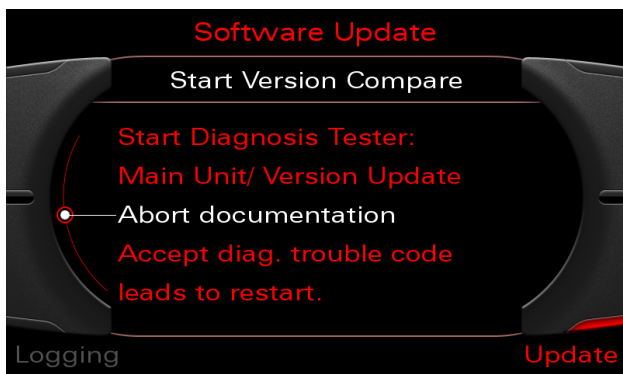 Software Update
Start Version Compare
Start Diagnosis Tester:
Main Unit/ Version Update
Abort documentation
Accept diag. trouble code
leads to restart.
Logging
Update